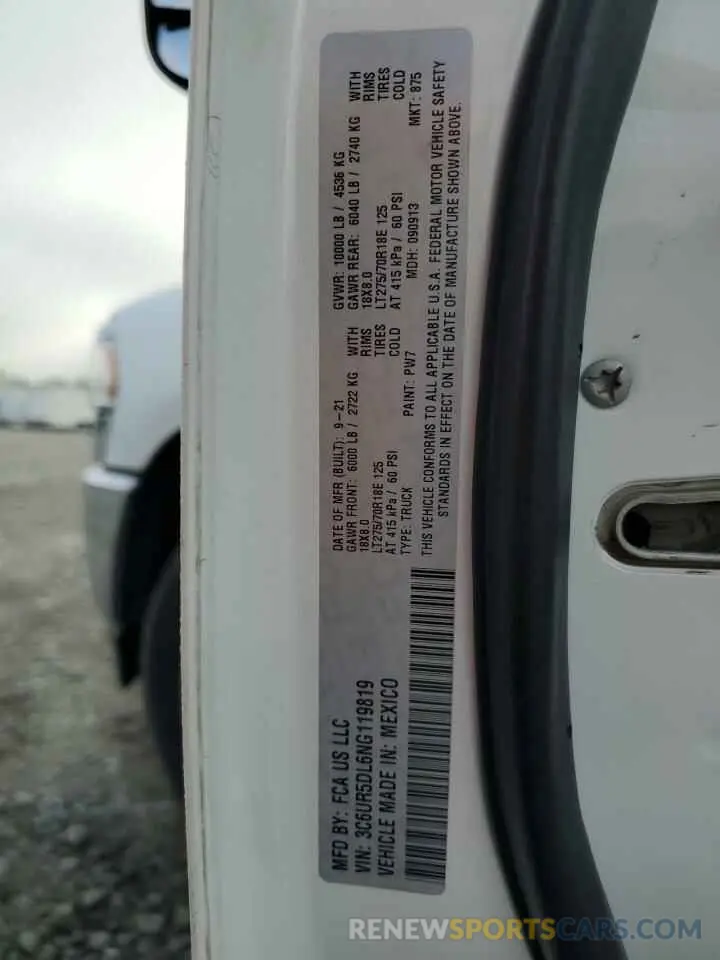 MFD BY: FCA US LLC
VIN: 3C6UR5DL6NG119819
VEHICLE MADE IN: MEXICO
DATE OF MFR (BUILT): 9-21
GAWR FRONT: 6000 LB / 2722 KG WITH
18X8.0 RIMS
LT275/70R18E 125 TIRES
AT 415 kPa / 60 PSI COLD
TYPE: TRUCK PAINT: PW7
GVWR: 10000 LB / 4536 KG
GAWR REAR: 6040 LB / 2740 KG WITH
18X8.0 RIMS
LT275/70R18E 125 TIRES
AT 415 kPa / 60 PSI COLD
MDH: 090913 MKT: 875
THIS VEHICLE CONFORMS TO ALL APPLICABLE U.S.A. FEDERAL MOTOR VEHICLE SAFETY
STANDARDS IN EFFECT ON THE DATE OF MANUFACTURE SHOWN ABOVE.
RENEWSPORTSCARS.COM